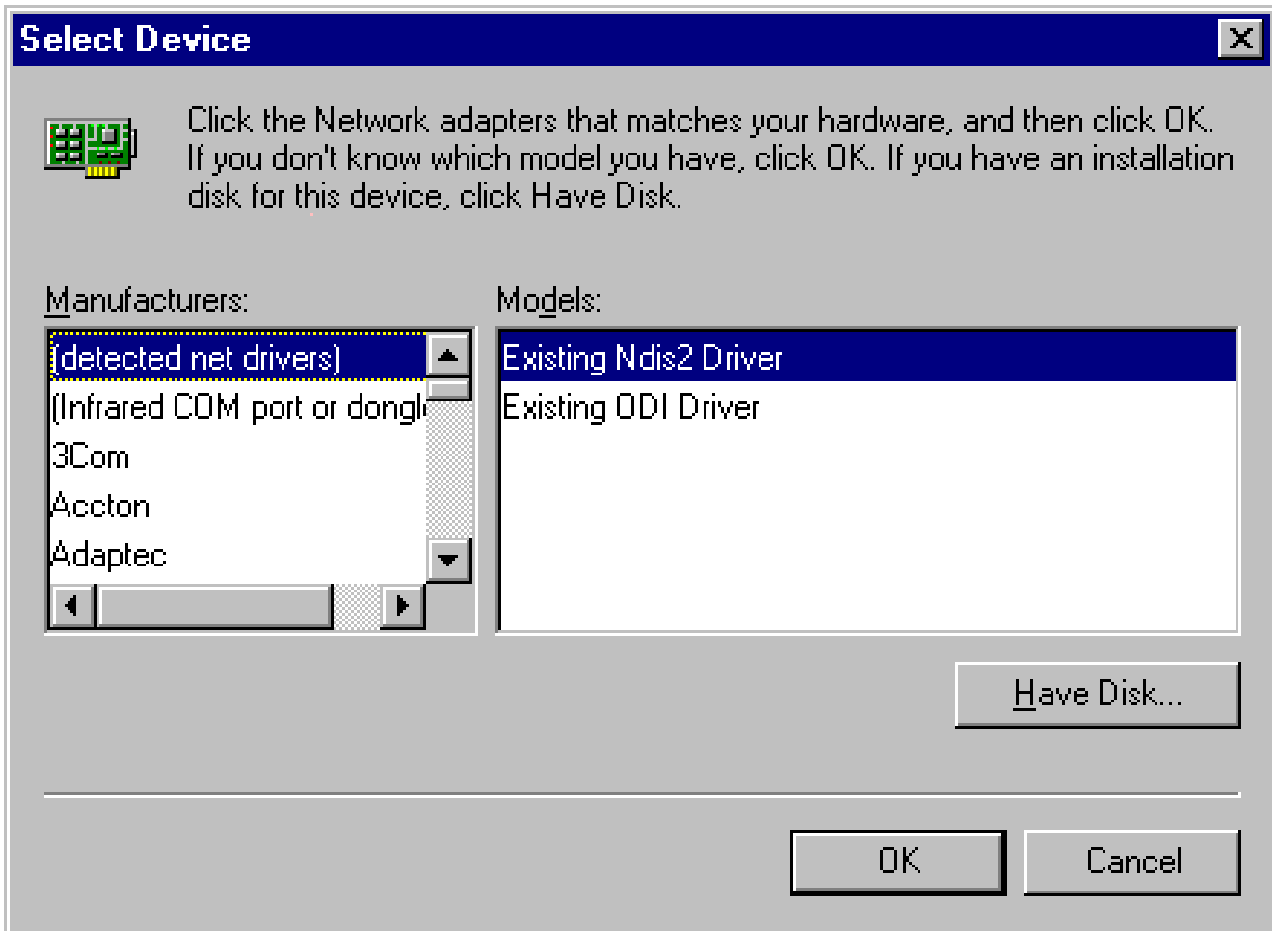 Select Device
Click the Network adapters that matches your hardware, and then click OK.
If you don't know which model you have, click OK. If you have an installation
disk for this device, click Have Disk.
Manufacturers:
(detected net drivers)
(Infrared COM port or dongl
3Com
Accton
Adaptec
Models:
Existing Ndis2 Driver
Existing ODI Driver
Have Disk...
OK
Cancel